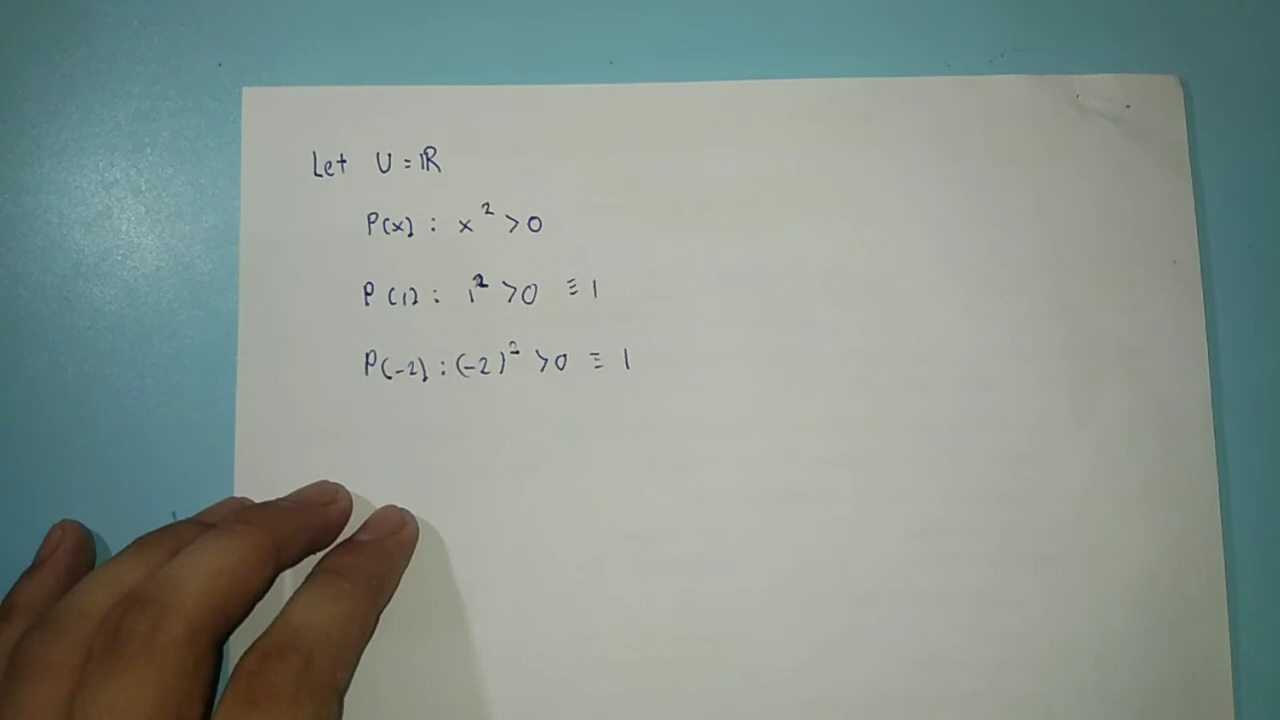 Let U = ℝ
P(x) : x² > 0
P(1) : 1² > 0 ≡ 1
P(-2) : (-2)² > 0 ≡ 1